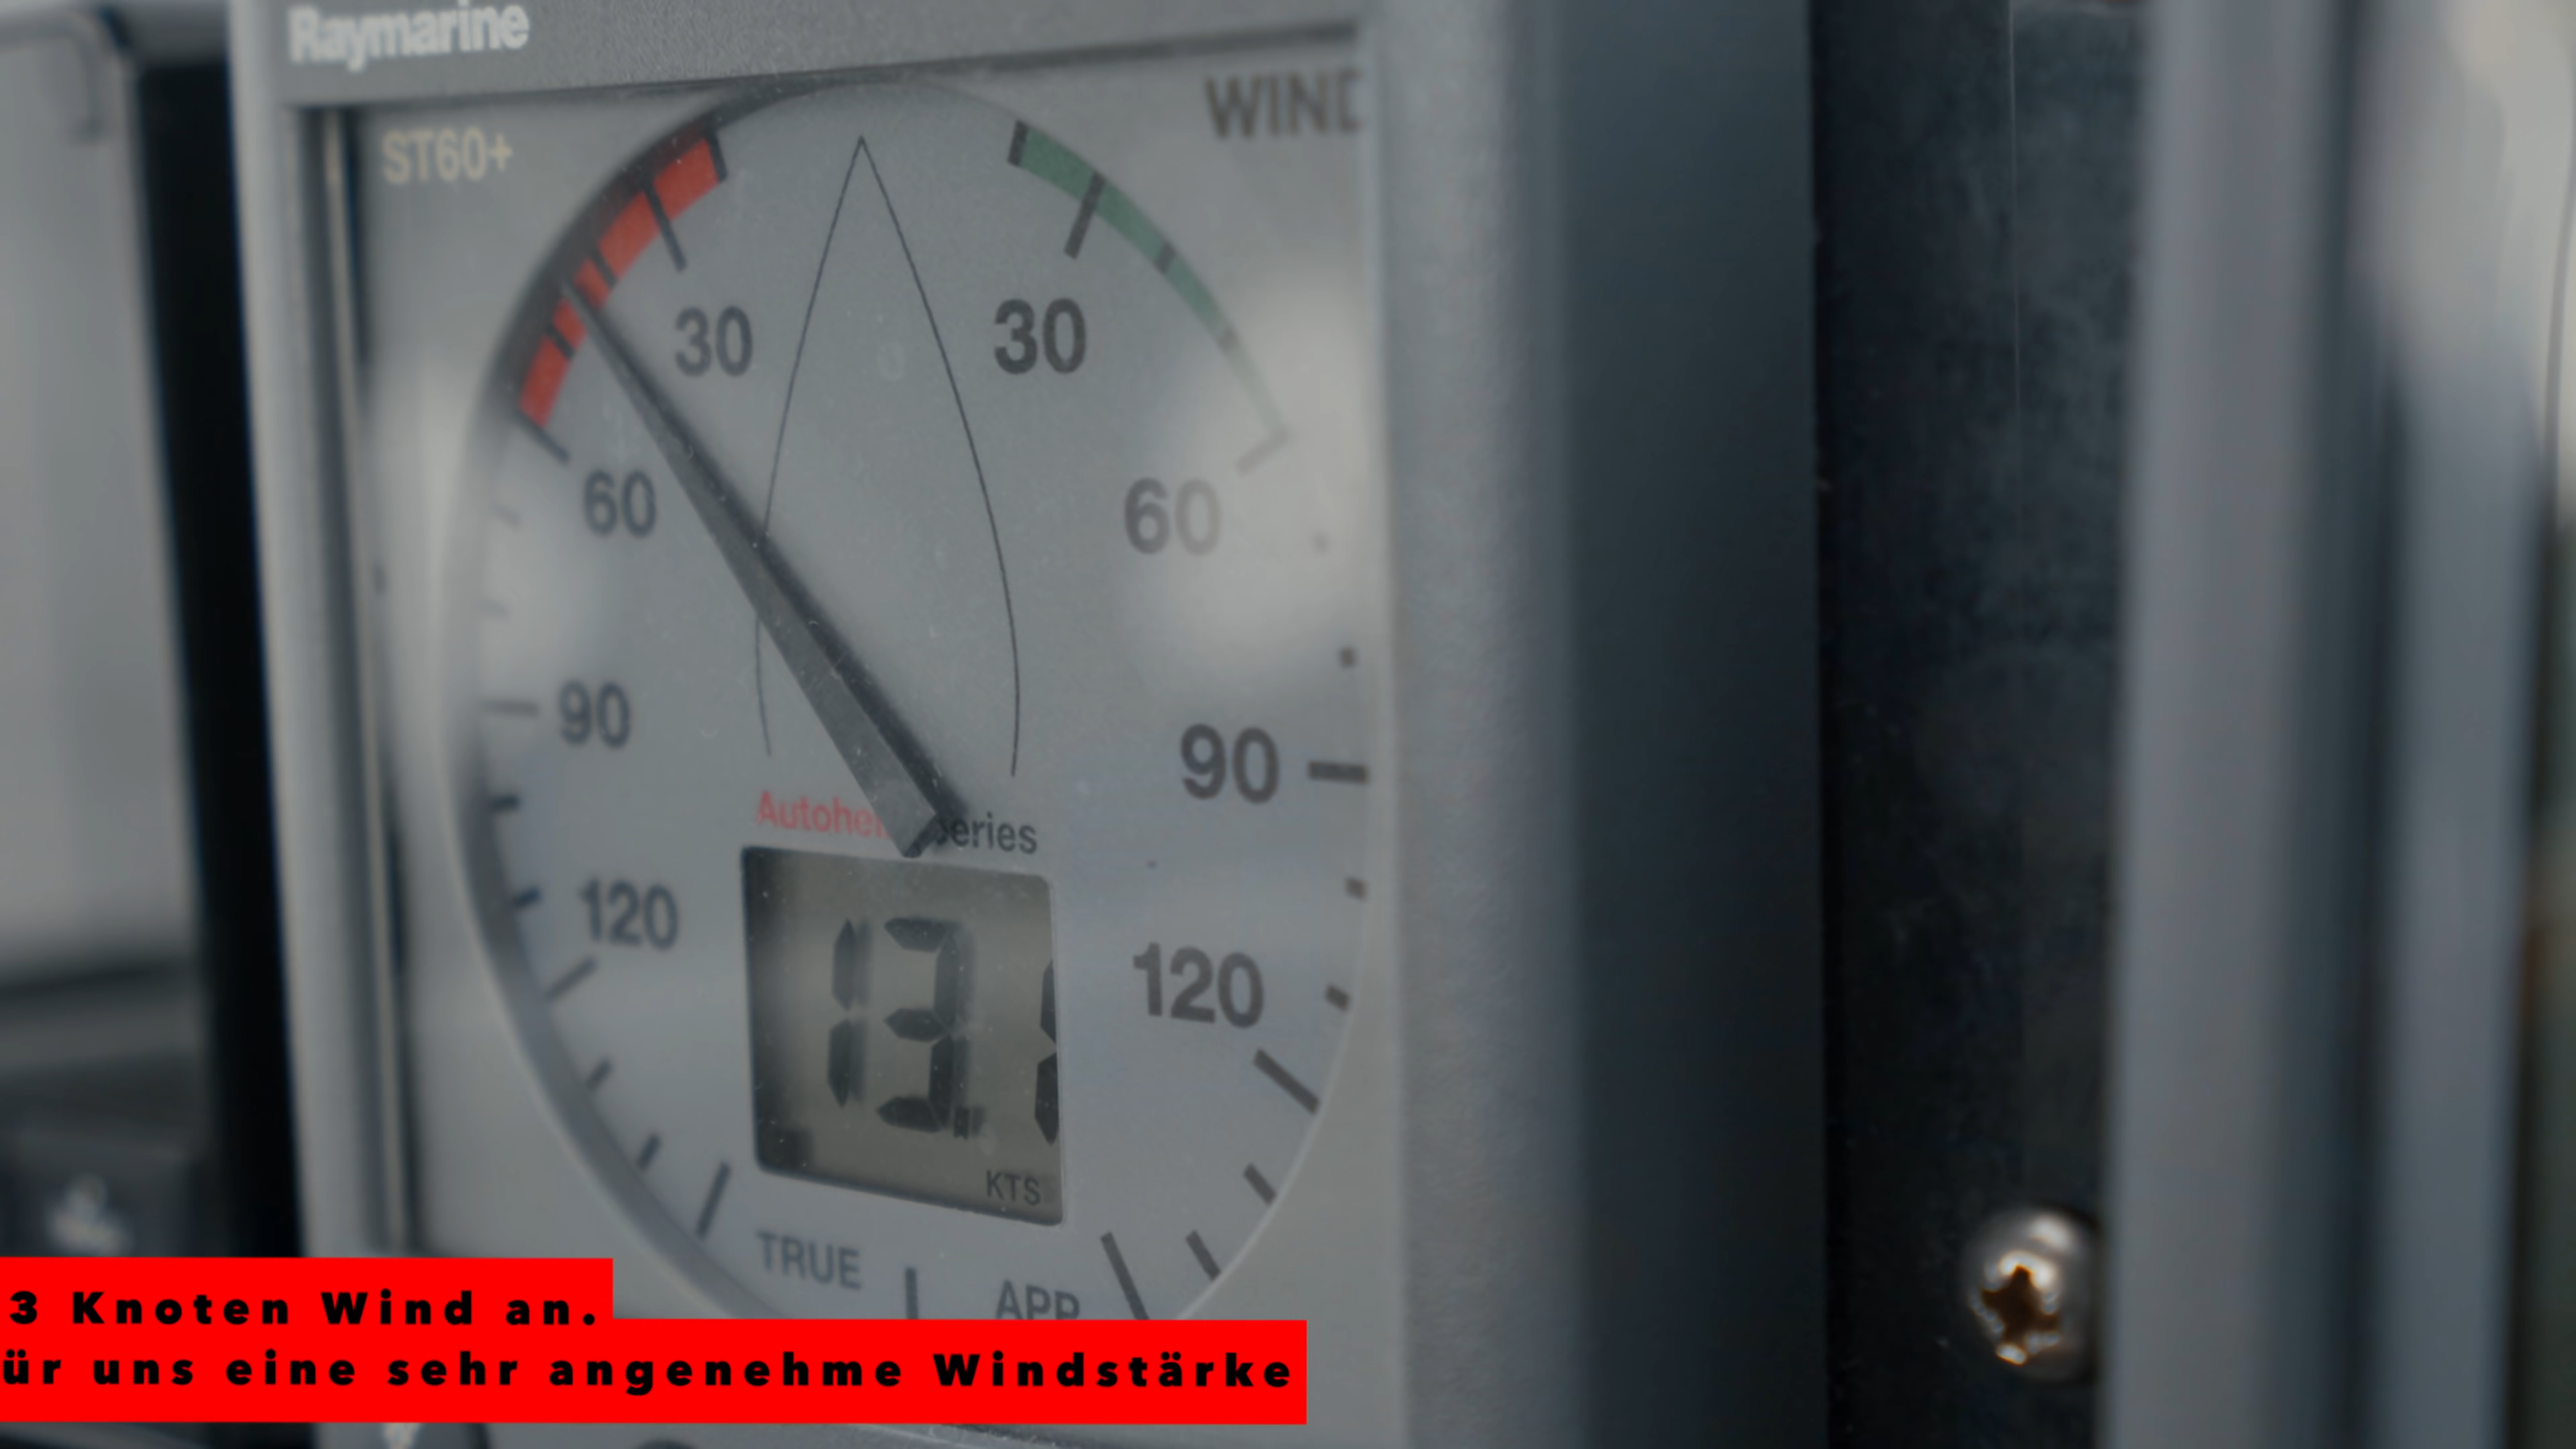 Raymarine
ST60+
WIND
30 30
60 60
90 90
120 120
eries
13.
KTS
TRUE
APP
3 Knoten Wind an.
ür uns eine sehr angenehme Windstärke